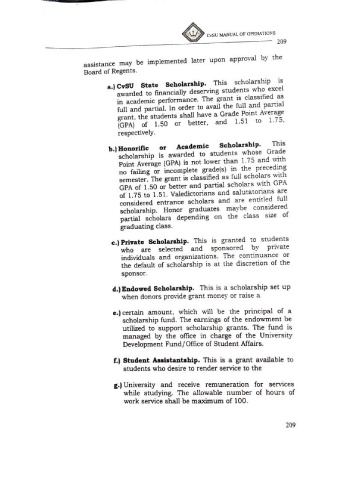 CvSU MANUAL OF OPERATIONS
209
assistance may be implemented later upon approval by the
Board of Regents.
a.) CvSU State Scholarship. This scholarship is
awarded to financially deserving students who excel
in academic performance. The grant is classified as
full and partial. In order to avail the full and partial
grant, the students shall have a Grade Point Average
(GPA) of 1.50 or better, and 1.51 to 1.75,
respectively.
b.) Honorific or Academic Scholarship. This
scholarship is awarded to students whose Grade
Point Average (GPA) is not lower than 1.75 and with
no failing or incomplete grade(s) in the preceding
semester. The grant is classified as full scholars with
GPA of 1.50 or better and partial scholars with GPA
of 1.75 to 1.51. Valedictorians and salutatorians are
considered entrance scholars and are entitled full
scholarship. Honor graduates maybe considered
partial scholars depending on the class size of
graduating class.
c.) Private Scholarship. This is granted to students
who are selected and sponsored by private
individuals and organizations. The continuance or
the default of scholarship is at the discretion of the
sponsor.
d.) Endowed Scholarship. This is a scholarship set up
when donors provide grant money or raise a
e.) certain amount, which will be the principal of a
scholarship fund. The earnings of the endowment be
utilized to support scholarship grants. The fund is
managed by the office in charge of the University
Development Fund/Office of Student Affairs.
f.) Student Assistantship. This is a grant available to
students who desire to render service to the
g.) University and receive remuneration for services
while studying. The allowable number of hours of
work service shall be maximum of 100.
209